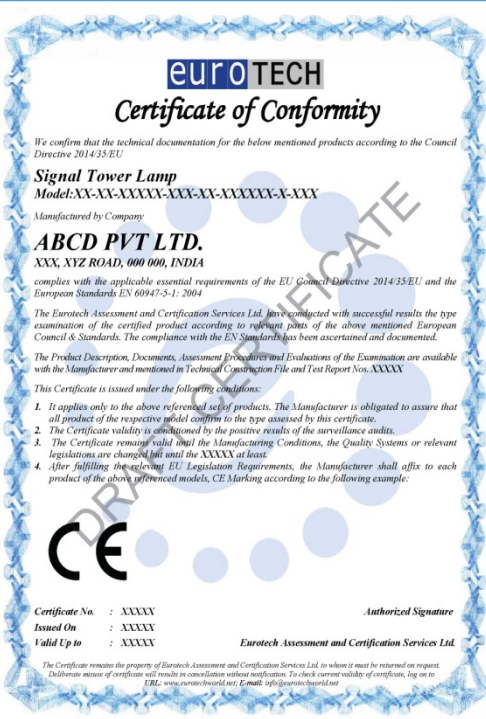 euroTECH
Certificate of Conformity
We confirm that the technical documentation for the below mentioned products according to the Council
Directive 2014/35/EU
Signal Tower Lamp
Model:XX-XX-XXXXX-XXX-XX-XXXXXX-X-XXX
Manufactured by Company
ABCD PVT LTD.
XXX, XYZ ROAD, 000 000, INDIA
complies with the applicable essential requirements of the EU Council Directive 2014/35/EU and the
European Standards EN 60947-5-1: 2004
The Eurotech Assessment and Certification Services Ltd. have conducted with successful results the type
examination of the certified product according to relevant parts of the above mentioned European
Council & Standards. The compliance with the EN Standards has been ascertained and documented.
The Product Description, Documents, Assessment Procedures and Evaluations of the Examination are available
with the Manufacturer and mentioned in Technical Construction File and Test Report Nos. XXXXX
This Certificate is issued under the following conditions:
1. It applies only to the above referenced set of products. The Manufacturer is obligated to assure that
all product of the respective model confirm to the type assessed by this certificate.
2. The Certificate validity is conditioned by the positive results of the surveillance audits.
3. The Certificate remains valid until the Manufacturing Conditions, the Quality Systems or relevant
legislations are changed but until the XXXXX at least.
4. After fulfilling the relevant EU Legislation Requirements, the Manufacturer shall affix to each
product of the above referenced models, CE Marking according to the following example:
DRAFT CERTIFICATE
CE
Certificate No. : XXXXX Authorized Signature
Issued On : XXXXX
Valid Up to : XXXXX Eurotech Assessment and Certification Services Ltd.
The Certificate remains the property of Eurotech Assessment and Certification Services Ltd. to whom it must be returned on request.
Deliberate misuse of certificate will results in cancellation without notification. To check current validity of certificate, log on to
URL: www.eurotechworld.net; E-mail: info@eurotechworld.net